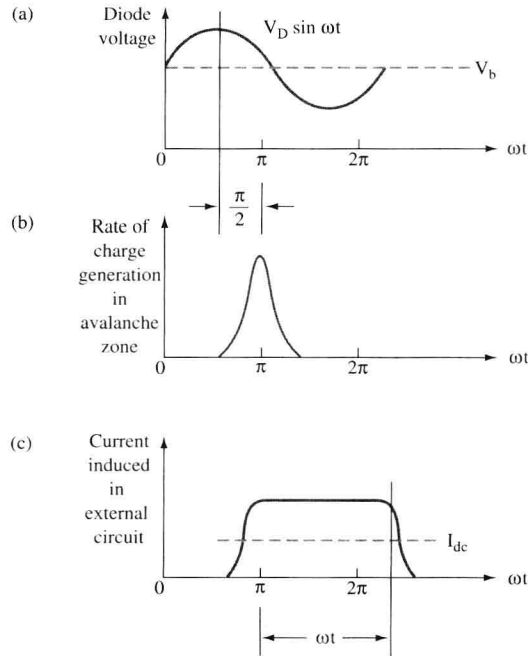 (a)
Diode
voltage
V_D sin ωt
V_b
0
π
2π
ωt
π
2
(b)
Rate of
charge
generation
in
avalanche
zone
0
π
2π
ωt
(c)
Current
induced
in
external
circuit
I_dc
0
π
2π
ωt
ωt